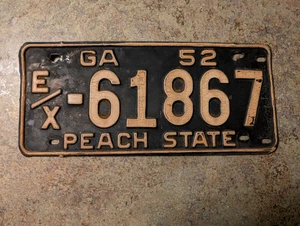 GA 52
E/X-61867
PEACH STATE